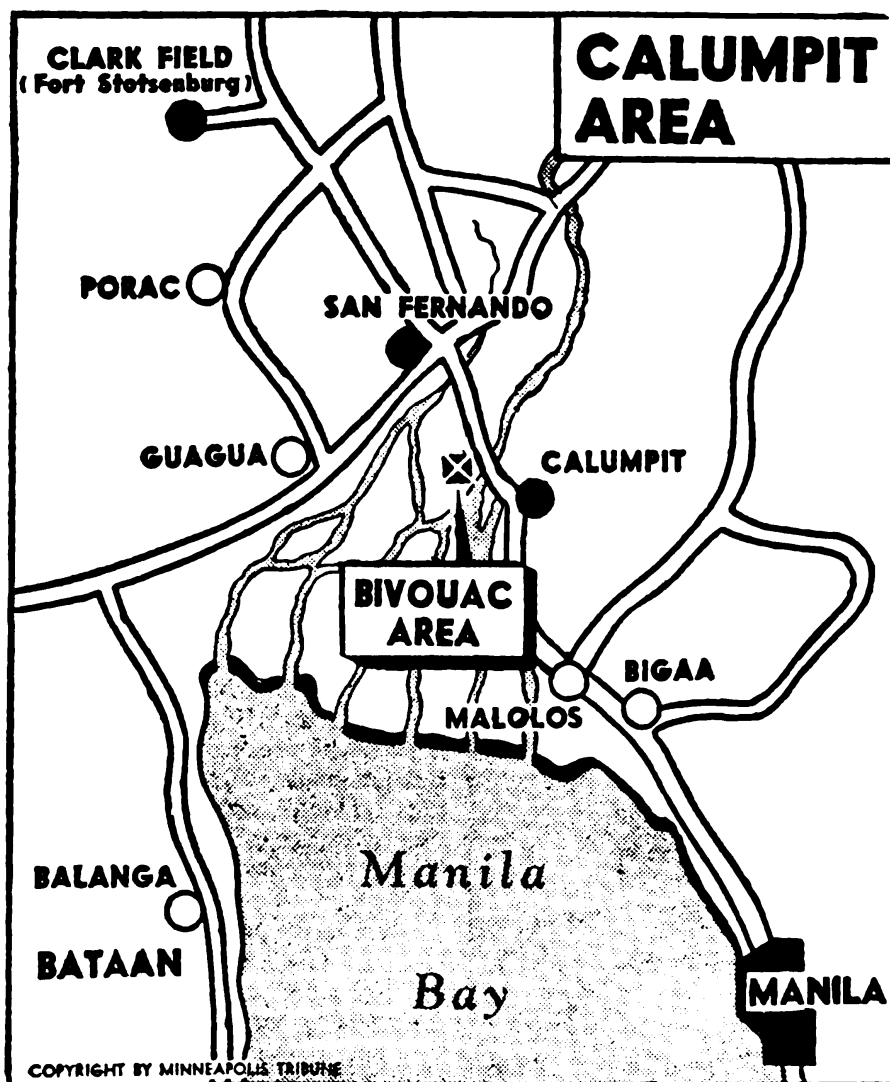 CLARK FIELD
(Fort Stotsenburg)
CALUMPIT
AREA
PORAC
SAN FERNANDO
GUAGUA
CALUMPIT
BIVOUAC
AREA
BIGAA
MALOLOS
Manila
Bay
BALANGA
BATAAN
MANILA
COPYRIGHT BY MINNEAPOLIS TRIBUNE